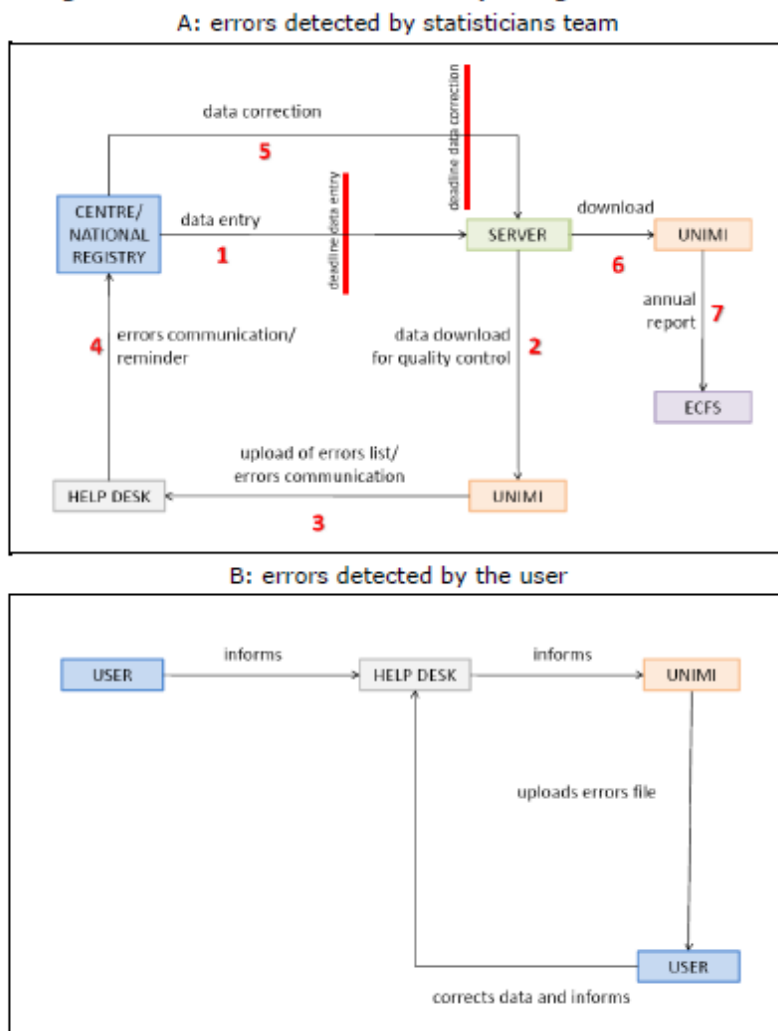 A: errors detected by statisticians team
data correction
5
deadline data correction
CENTRE/
NATIONAL
REGISTRY
data entry
1
deadline data entry
SERVER
download
6
UNIMI
annual
report
7
4
errors communication/
reminder
data download
for quality control
2
ECFS
upload of errors list/
errors communication
HELP DESK
3
UNIMI
B: errors detected by the user
USER
informs
HELP DESK
informs
UNIMI
uploads errors file
USER
corrects data and informs